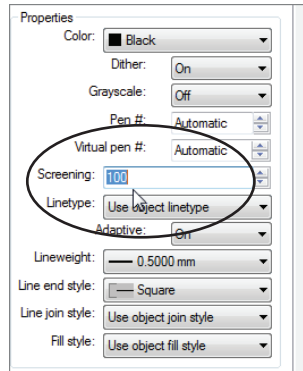 Properties
Color: Black
Dither: On
Grayscale: Off
Pen #: Automatic
Virtual pen #: Automatic
Screening: 100
Linetype: Use object linetype
Adaptive: On
Lineweight: 0.5000 mm
Line end style: Square
Line join style: Use object join style
Fill style: Use object fill style